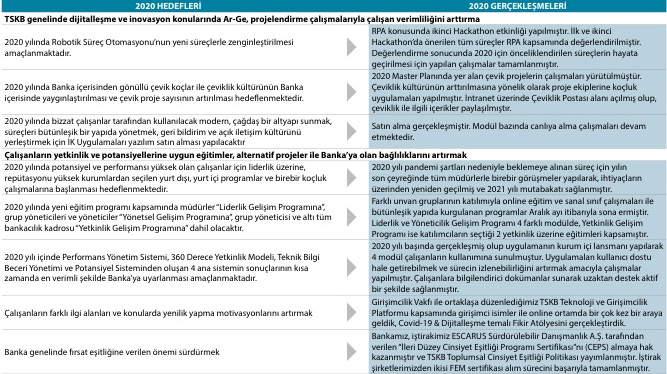 2020 HEDEFLERİ
2020 GERÇEKLEŞMELERİ
TSKB genelinde dijitalleşme ve inovasyon konularında Ar-Ge, projelendirme çalışmalarıyla çalışan verimliliğini arttırma
2020 yılında Robotik Süreç Otomasyonu'nun yeni süreçlerle zenginleştirilmesi
amaçlanmaktadır.
RPA konusunda ikinci Hackathon etkinliği yapılmıştır. İlk ve ikinci
Hackathon'da önerilen tüm süreçler RPA kapsamında değerlendirilmiştir.
Değerlendirme sonucunda 2020 için önceliklendirilen süreçlerin hayata
geçirilmesi için yapılan çalışmalar tamamlanmıştır.
2020 yılında Banka içerisinden gönüllü çevik koçlar ile çeviklik kültürünün Banka
içerisinde yaygınlaştırılması ve çevik proje sayısının artırılması hedeflenmektedir.
2020 Master Planında yer alan çevik projelerin çalışmaları yürütülmüştür.
Çeviklik kültürünün arttırılmasına yönelik olarak proje ekiplerine koçluk
uygulamaları yapılmıştır. İntranet üzerinde Çeviklik Postası alanı açılmış olup,
çeviklik ile ilgili içerikler paylaşılmıştır.
2020 yılında bizzat çalışanlar tarafından kullanılacak modern, çağdaş bir altyapı sunmak,
süreçleri bütünleşik bir yapıda yönetmek, geri bildirim ve açık iletişim kültürünü
yerleştirmek için IK Uygulamaları yazılım satın alması yapılacaktır
Satın alma gerçekleşmiştir. Modül bazında canlıya alma çalışmaları devam
etmektedir.
Çalışanların yetkinlik ve potansiyellerine uygun eğitimler, alternatif projeler ile Banka'ya olan bağlılıklarını artırmak
2020 yılında potansiyel ve performansı yüksek olan çalışanlar için liderlik üzerine,
reputasyonu yüksek kurumlardan seçilen yurt dışı, yurt içi programlar ve birebir koçluk
çalışmalarına başlanması hedeflenmektedir.
2020 yılı pandemi şartları nedeniyle beklemeye alınan süreç için yılın
son çeyreğinde tüm müdürlerle birebir görüşmeler yapılarak, ihtiyaçların
üzerinden yeniden geçilmiş ve 2021 yılı mutabakatı sağlanmıştır.
2020 yılında yeni eğitim programı kapsamında müdürler "Liderlik Gelişim Programına",
grup yöneticileri ve yöneticiler "Yönetsel Gelişim Programına", grup yöneticisi ve altı tüm
bankacılık kadrosu "Yetkinlik Gelişim Programına" dahil olacaktır.
Farklı unvan gruplarının katılımıyla online eğitim ve sanal sınıf çalışmaları ile
bütünleşik yapıda kurgulanan programlar Aralık ayı itibarıyla sona ermiştir.
Liderlik ve Yöneticilik Gelişim Programı 4 farklı modülde, Yetkinlik Gelişim
Programı ise katılımcıların seçtiği 2 yetkinlik üzerine eğitimleri kapsamıştır.
2020 yılı içinde Performans Yönetim Sistemi, 360 Derece Yetkinlik Modeli, Teknik Bilgi
Beceri Yönetimi ve Potansiyel Sisteminden oluşan 4 ana sistemin sonuçlarının kısa
zamanda en verimli şekilde Banka'ya uyarlanması amaçlanmaktadır.
2020 yılı başında gerçekleşmiş olup uygulamanın kurum içi lansmanı yapılarak
4 modül çalışanların kullanımına sunulmuştur. Uygulamaları kullanıcı dostu
hale getirebilmek ve sürecin izlenebilirliğini artırmak amacıyla çalışmalar
yapılmıştır. Çalışanlara bilgilendirici dokümanlar sunarak uzaktan destek aktif
bir şekilde sağlanmıştır.
Çalışanların farklı ilgi alanları ve konularda yenilik yapma motivasyonlarını artırmak
Girişimcilik Vakfı ile ortaklaşa düzenlediğimiz TSKB Teknoloji ve Girişimcilik
Platformu kapsamında girişimci isimler ile online ortamda bir çok kez bir araya
geldik, Covid-19 & Dijitalleşme temalı Fikir Atölyesini gerçekleştirdik.
Banka genelinde fırsat eşitliğine verilen önemi sürdürmek
Bankamız, iştirakimiz ESCARUS Sürdürülebilir Danışmanlık A.Ş. tarafından
verilen "İleri Düzey Cinsiyet Eşitliği Programı Sertifikası"nı (CEPS) almaya hak
kazanmıştır ve TSKB Toplumsal Cinsiyet Eşitliği Politikası yayımlanmıştır. İştirak
şirketlerimizden ikisi FEM sertifikası alım sürecini başarıyla tamamlanmıştır.